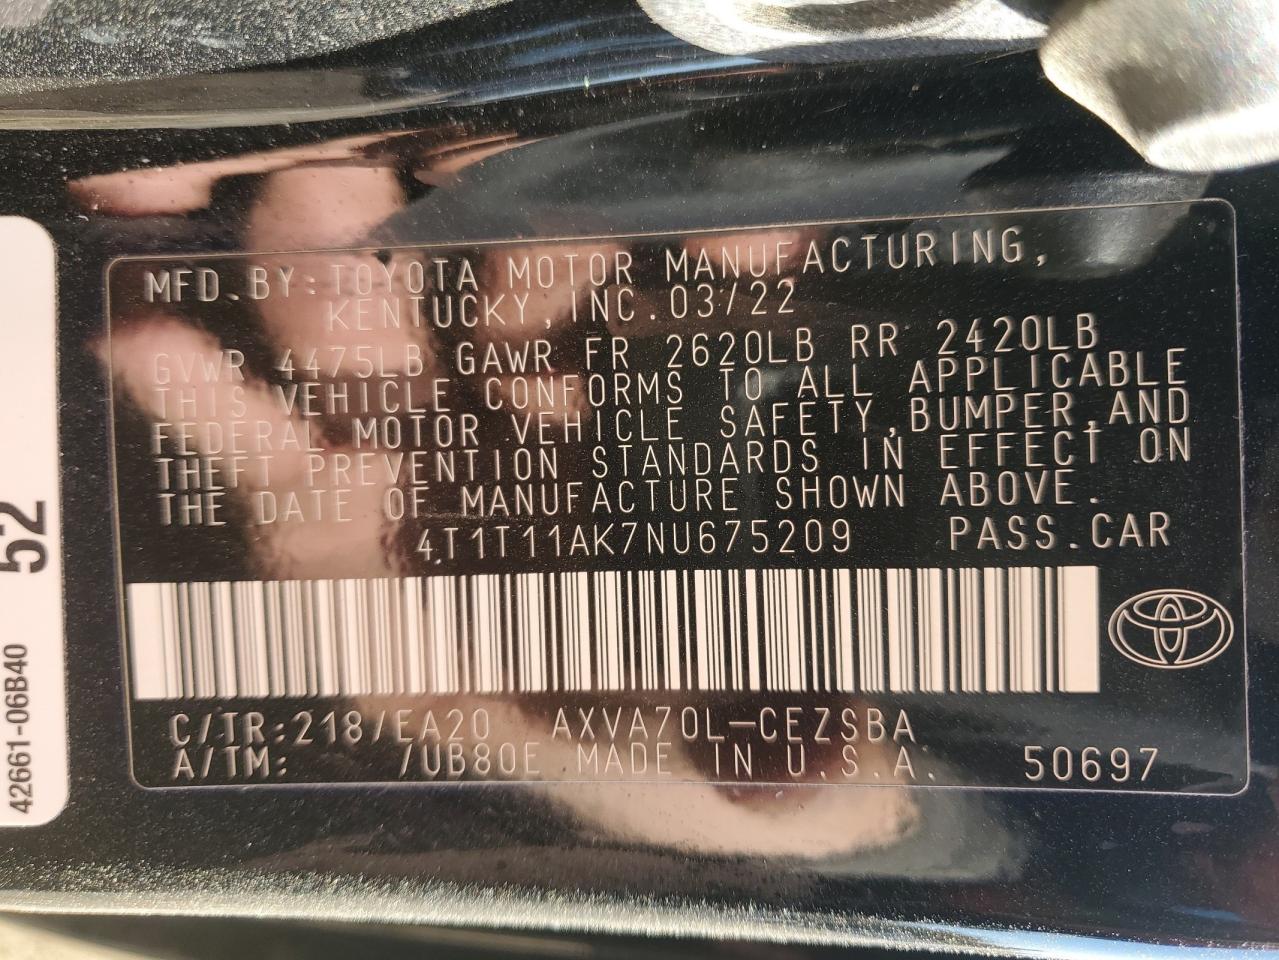 MFD. BY: TOYOTA MOTOR MANUFACTURING,
KENTUCKY, INC. 03/22
GVWR 4475LB GAWR FR 2620LB RR 2420LB
THIS VEHICLE CONFORMS TO ALL APPLICABLE
FEDERAL MOTOR VEHICLE SAFETY, BUMPER, AND
THEFT PREVENTION STANDARDS IN EFFECT ON
THE DATE OF MANUFACTURE SHOWN ABOVE.
4T1T11AK7NU675209 PASS. CAR
C/TR: 218/EA20 AXVA70L-CEZSBA
A/TM: /UB80E MADE IN U.S.A. 50697
52
42661-06B40